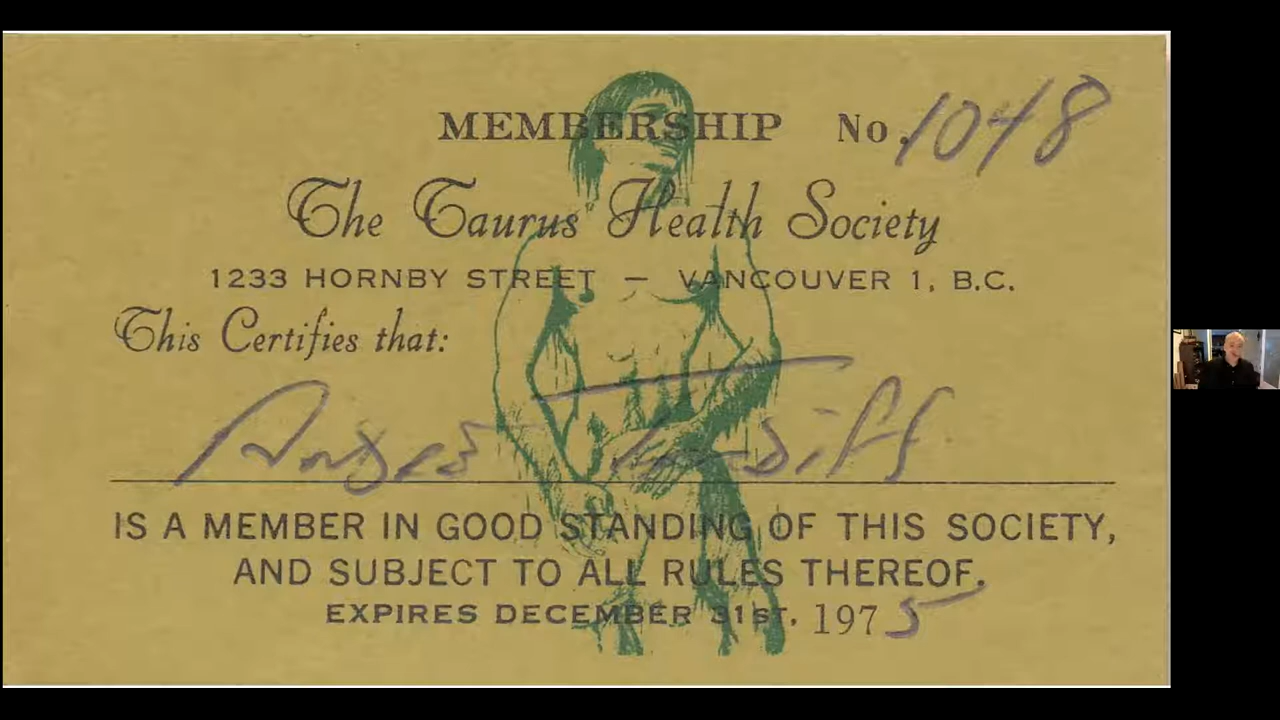 MEMBERSHIP No. 1048
The Taurus Health Society
1233 HORNBY STREET — VANCOUVER 1, B.C.
This Certifies that:
IS A MEMBER IN GOOD STANDING OF THIS SOCIETY,
AND SUBJECT TO ALL RULES THEREOF.
EXPIRES DECEMBER 31ST, 1975